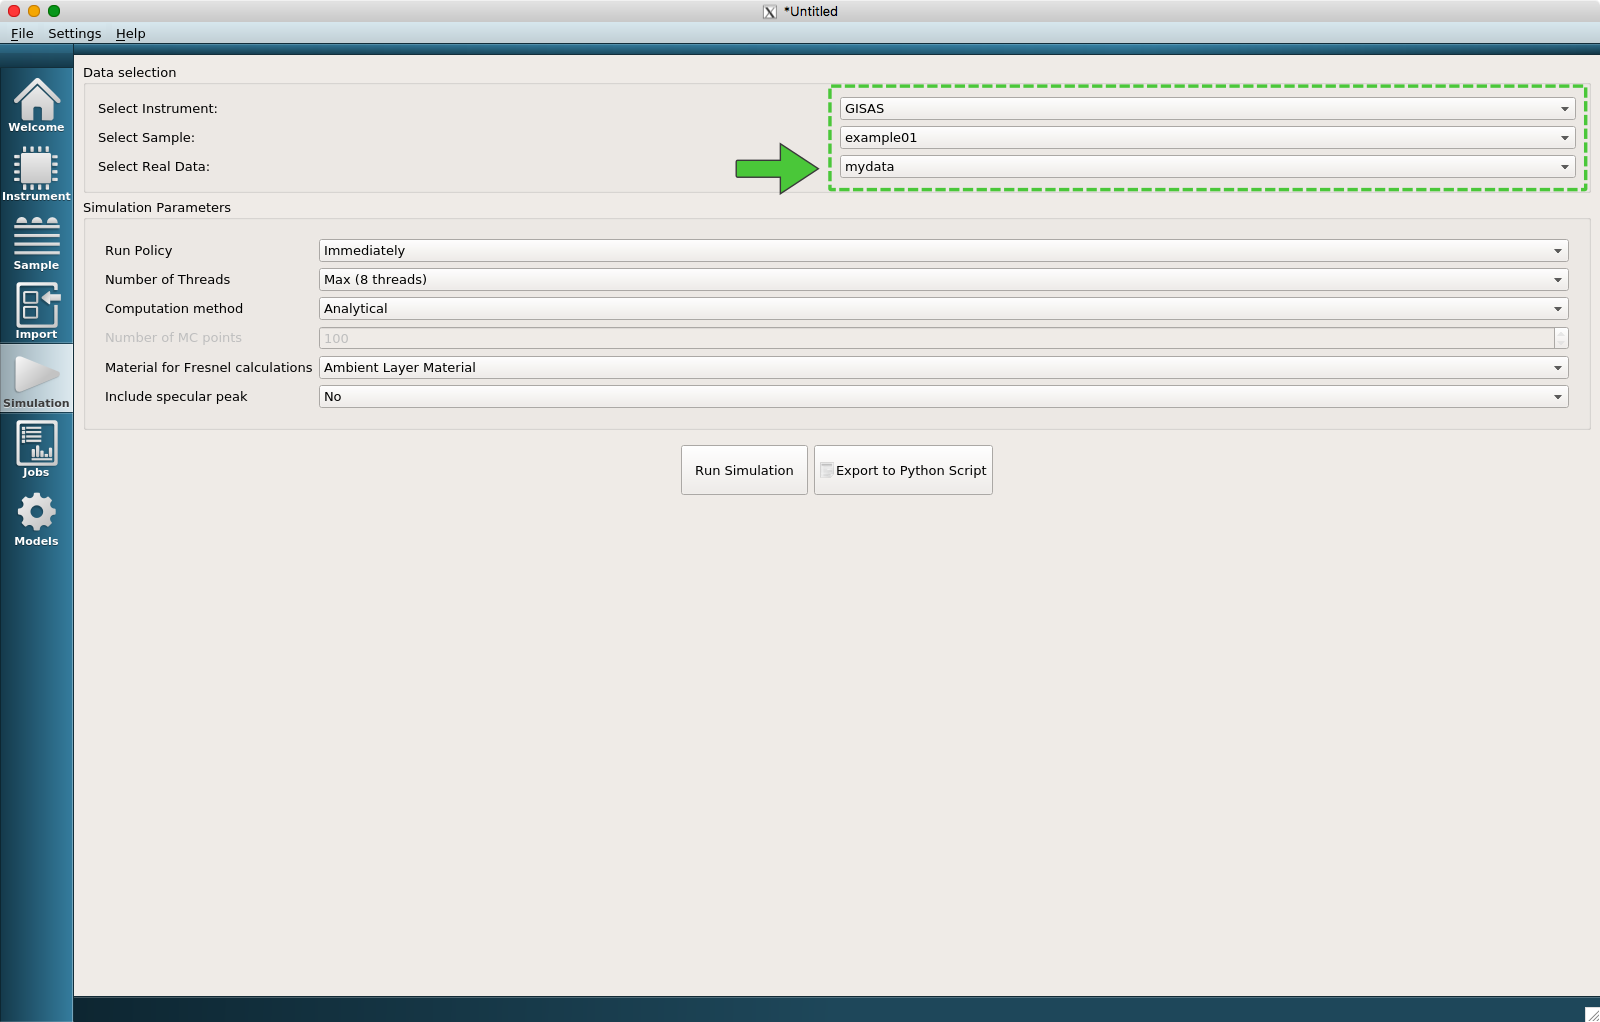 *Untitled
File Settings Help
Data selection
Select Instrument: GISAS
Select Sample: example01
Select Real Data: mydata
Simulation Parameters
Run Policy Immediately
Number of Threads Max (8 threads)
Computation method Analytical
Number of MC points 100
Material for Fresnel calculations Ambient Layer Material
Include specular peak No
Run Simulation Export to Python Script
Welcome
Instrument
Sample
Import
Simulation
Jobs
Models